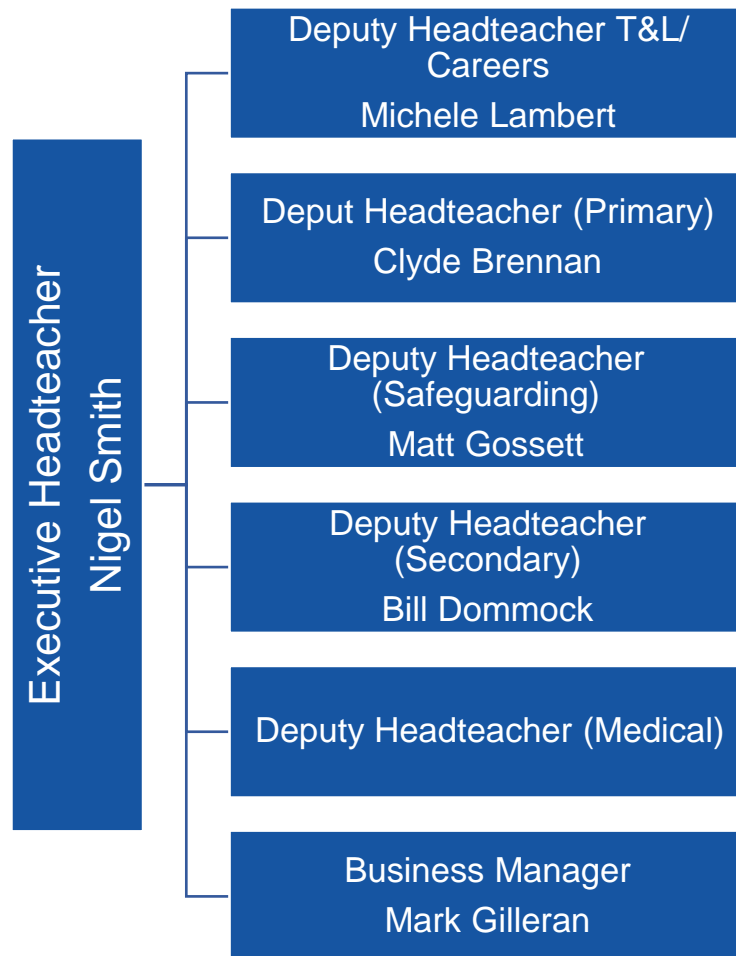 Executive Headteacher
Nigel Smith
Deputy Headteacher T&L/
Careers
Michele Lambert
Deput Headteacher (Primary)
Clyde Brennan
Deputy Headteacher
(Safeguarding)
Matt Gossett
Deputy Headteacher
(Secondary)
Bill Dommock
Deputy Headteacher (Medical)
Business Manager
Mark Gilleran